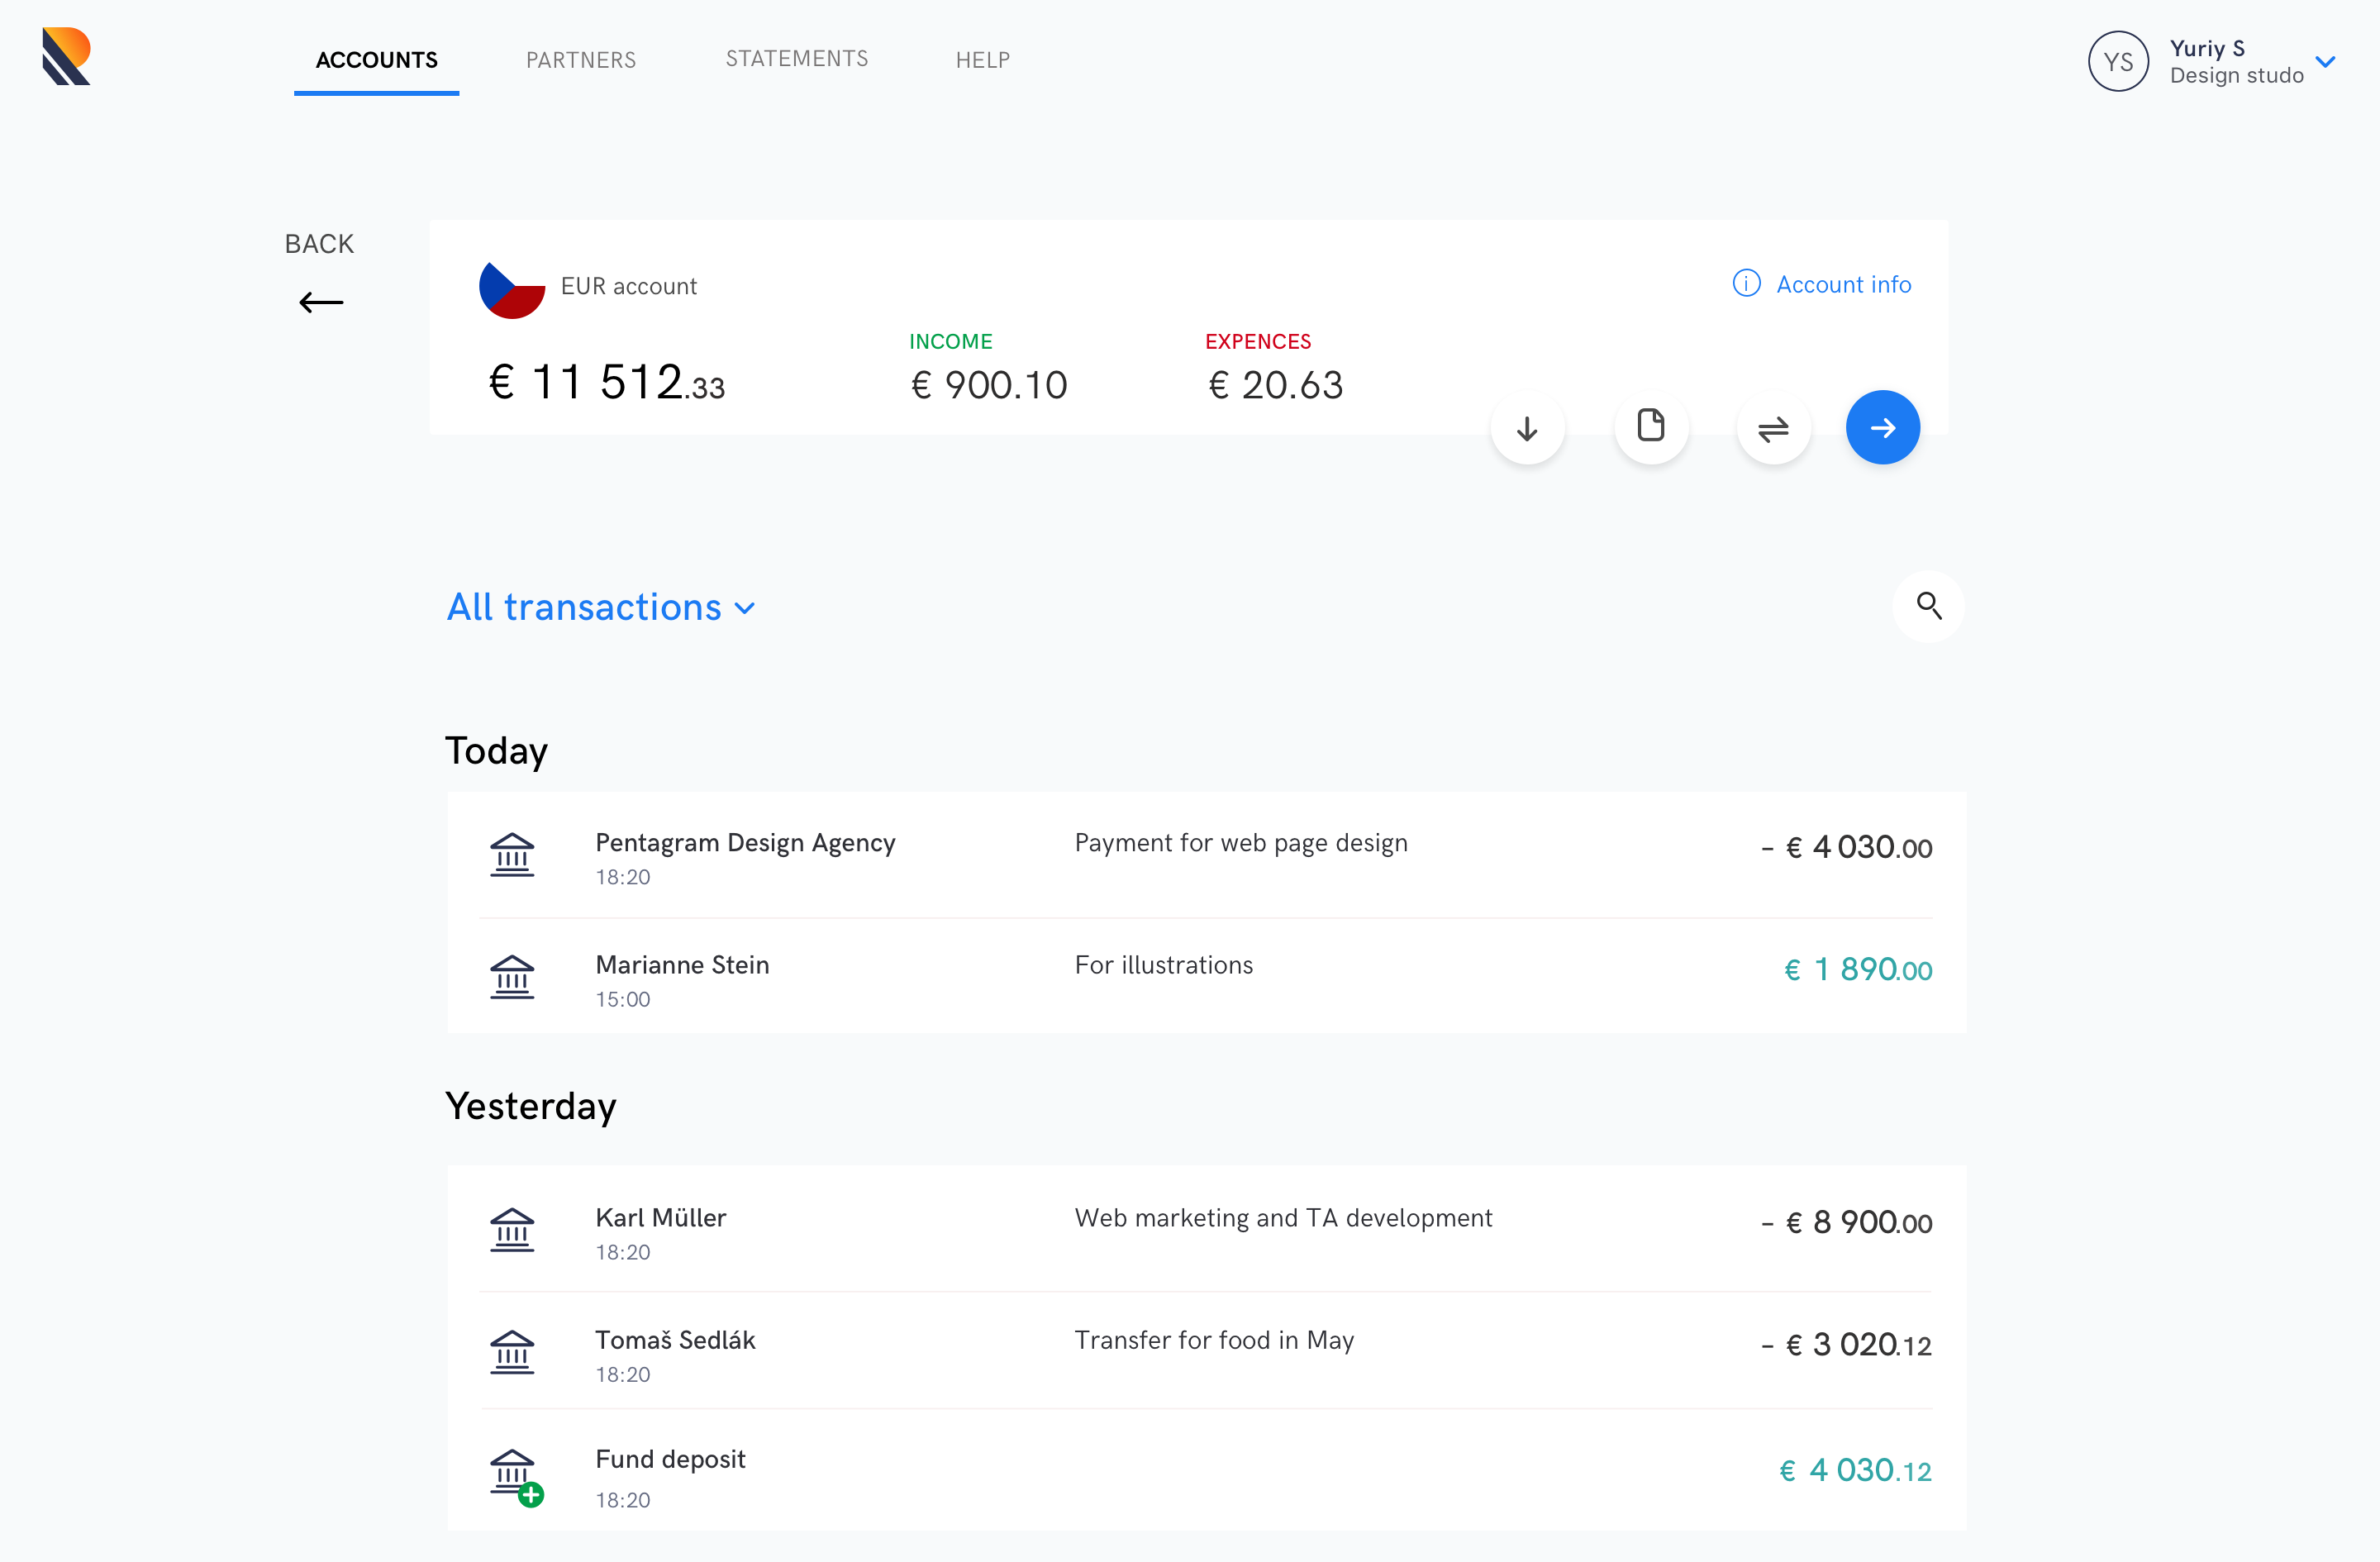 ACCOUNTS PARTNERS STATEMENTS HELP
YS
Yuriy S
Design studo
BACK
EUR account
Account info
€ 11 512.33
INCOME
€ 900.10
EXPENCES
€ 20.63
All transactions
Today
Pentagram Design Agency Payment for web page design – € 4 030.00
18:20
Marianne Stein For illustrations € 1 890.00
15:00
Yesterday
Karl Müller Web marketing and TA development – € 8 900.00
18:20
Tomaš Sedlák Transfer for food in May – € 3 020.12
18:20
Fund deposit € 4 030.12
18:20